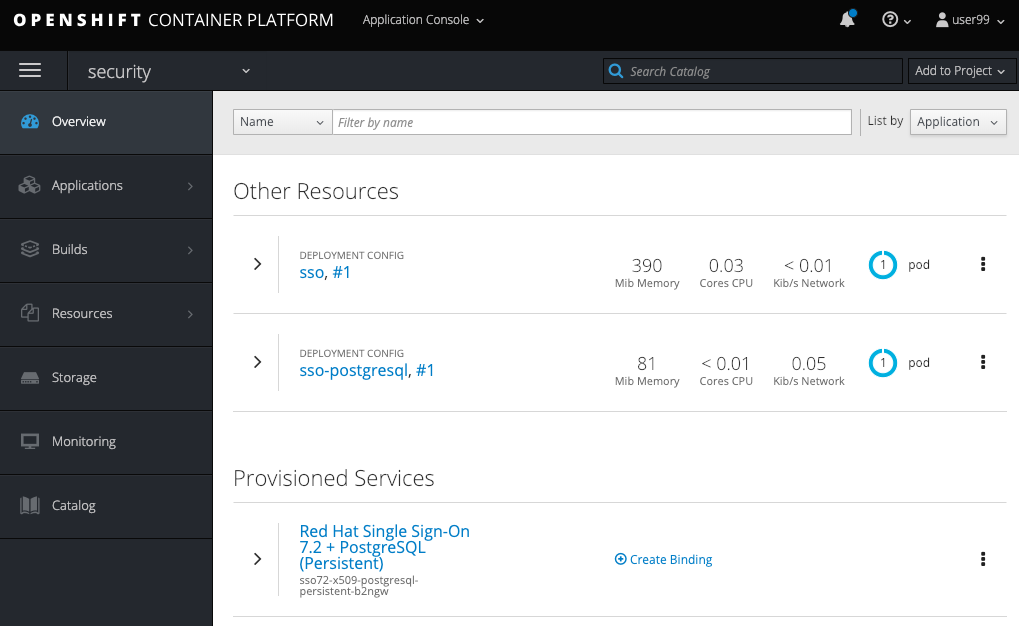 OPENSHIFT CONTAINER PLATFORM
Application Console
user99
security
Search Catalog
Add to Project
Overview
Applications
Builds
Resources
Storage
Monitoring
Catalog
Name
Filter by name
List by
Application
Other Resources
DEPLOYMENT CONFIG
sso, #1
390
Mib Memory
0.03
Cores CPU
< 0.01
Kib/s Network
1
pod
DEPLOYMENT CONFIG
sso-postgresql, #1
81
Mib Memory
< 0.01
Cores CPU
0.05
Kib/s Network
1
pod
Provisioned Services
Red Hat Single Sign-On
7.2 + PostgreSQL
(Persistent)
sso72-x509-postgresql-
persistent-b2ngw
Create Binding